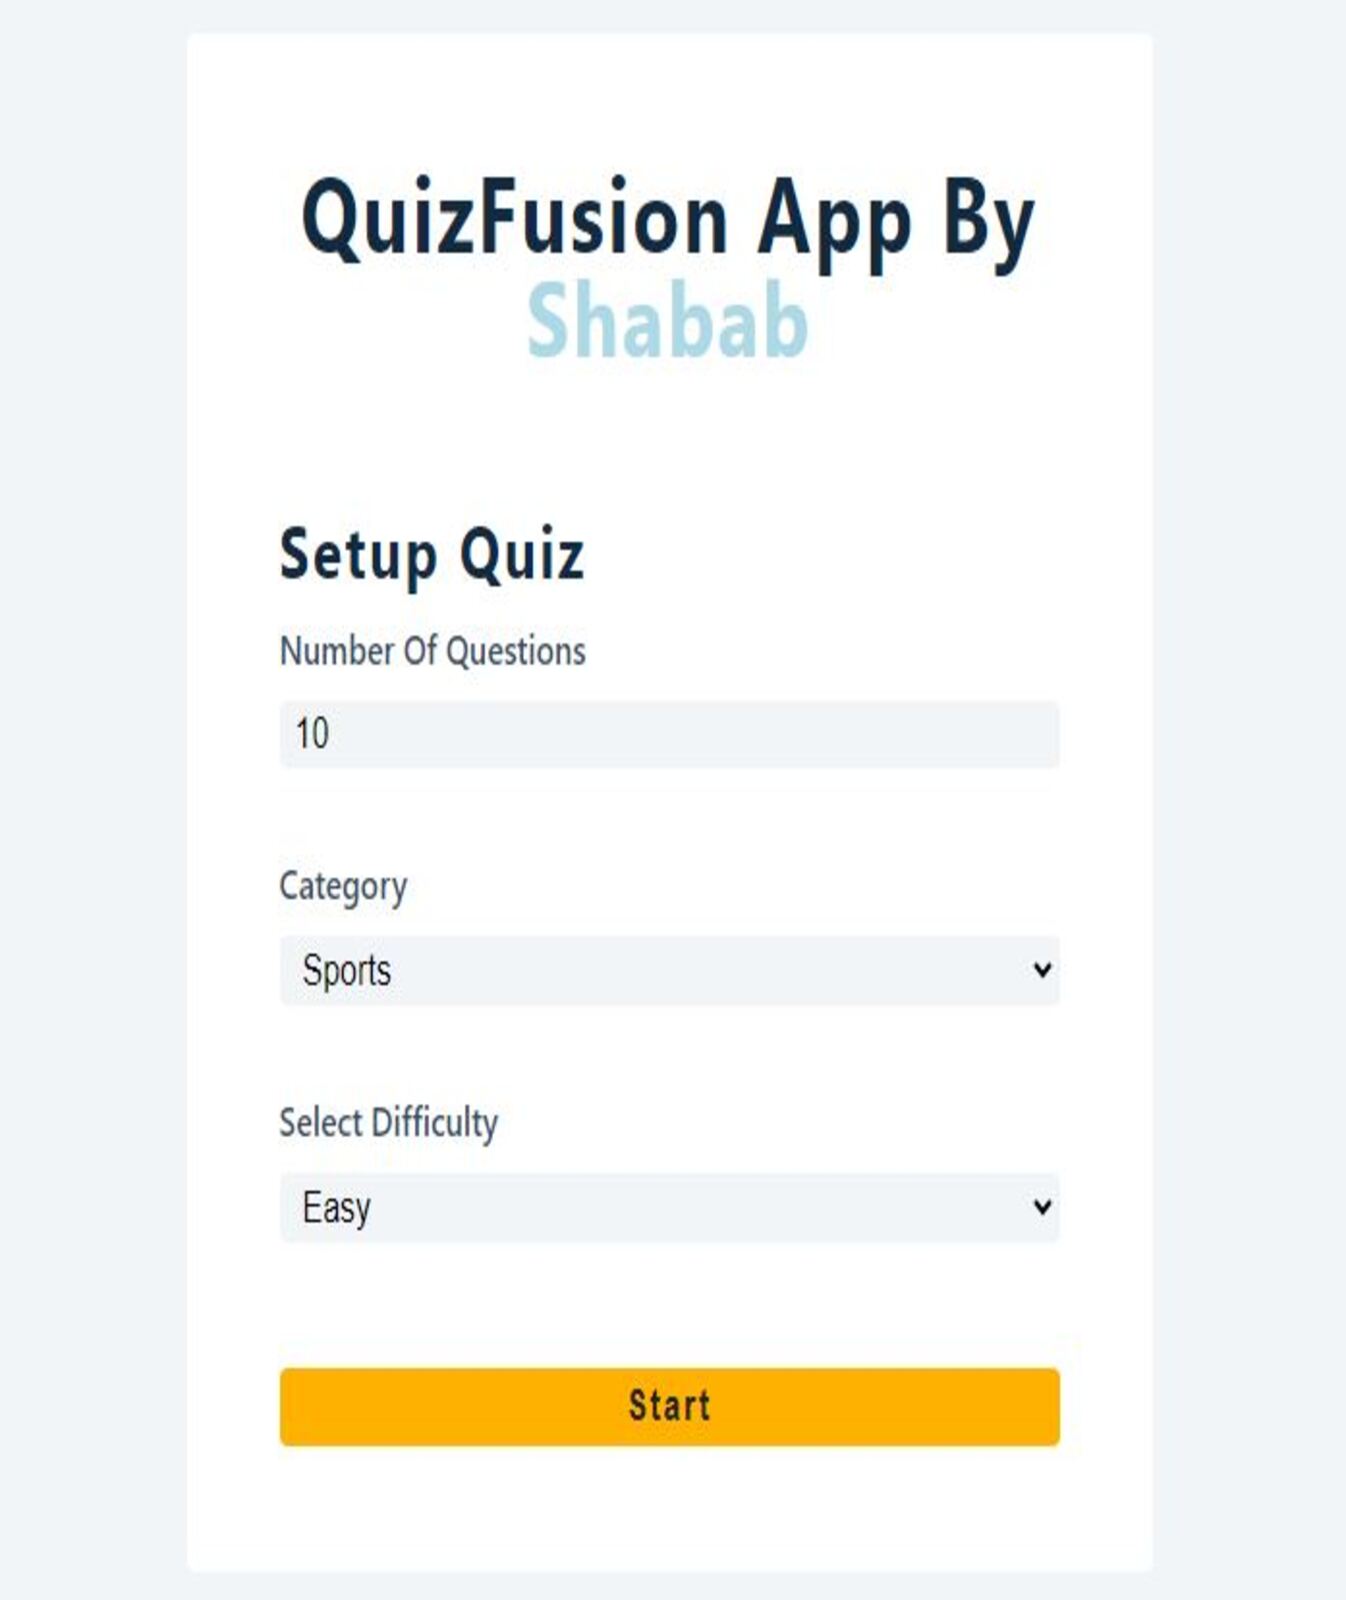 QuizFusion App By
Shabab
Setup Quiz
Number Of Questions
10
Category
Sports
Select Difficulty
Easy
Start